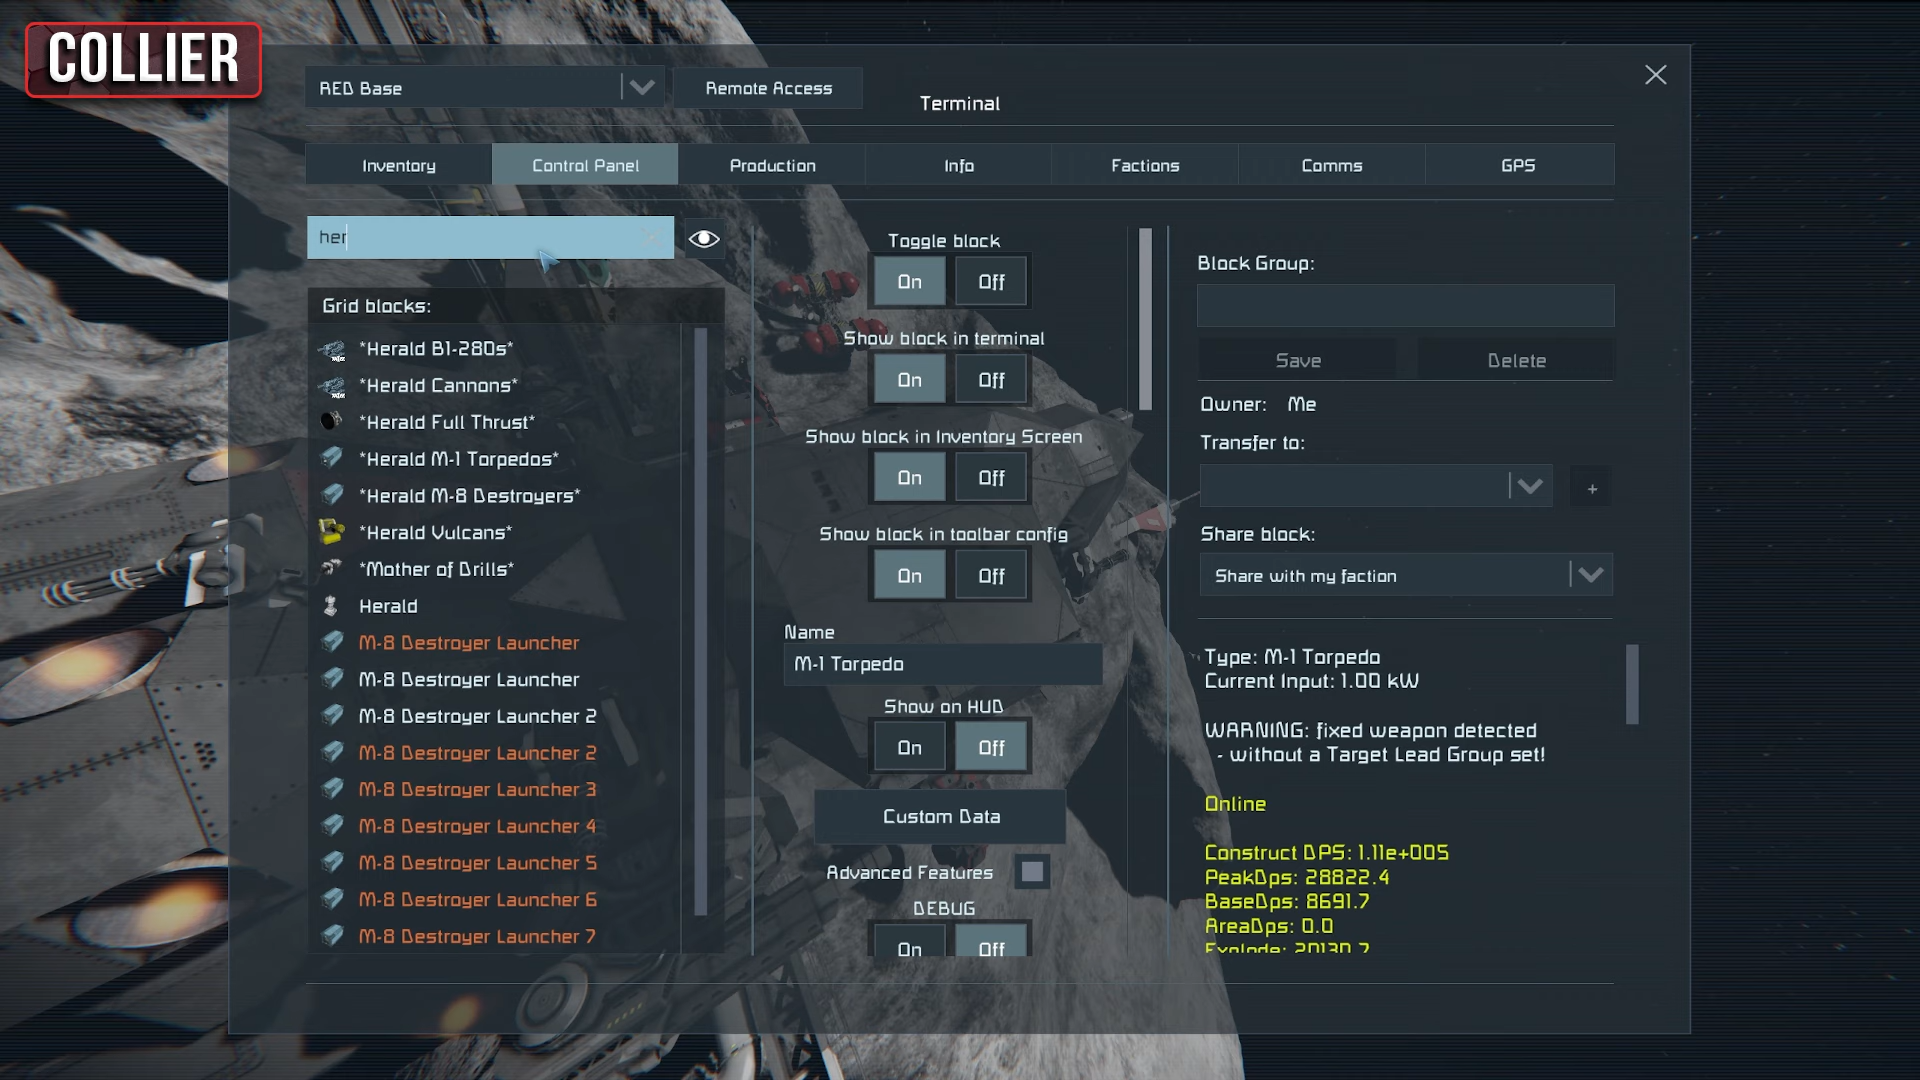 COLLIER
RED Base
Remote Access
Terminal
Inventory
Control Panel
Production
Info
Factions
Comms
GPS
her
Grid blocks:
*Herald B1-280s*
*Herald Cannons*
*Herald Full Thrust*
*Herald M-1 Torpedos*
*Herald M-8 Destroyers*
*Herald Vulcans*
*Mother of Drills*
Herald
M-8 Destroyer Launcher
M-8 Destroyer Launcher
M-8 Destroyer Launcher 2
M-8 Destroyer Launcher 2
M-8 Destroyer Launcher 3
M-8 Destroyer Launcher 4
M-8 Destroyer Launcher 5
M-8 Destroyer Launcher 6
M-8 Destroyer Launcher 7
Toggle block
On Off
Show block in terminal
On Off
Show block in Inventory Screen
On Off
Show block in toolbar config
On Off
Name
M-1 Torpedo
Show on HUD
On Off
Custom Data
Advanced Features
DEBUG
On Off
Block Group:
Save
Delete
Owner: Me
Transfer to:
+
Share block:
Share with my faction
Type: M-1 Torpedo
Current Input: 1.00 kW
WARNING: fixed weapon detected
- without a Target Lead Group set!
Online
Construct DPS: 1.11e+005
PeakDps: 28822.4
BaseDps: 8691.7
AreaDps: 0.0
Explode: 20130.7